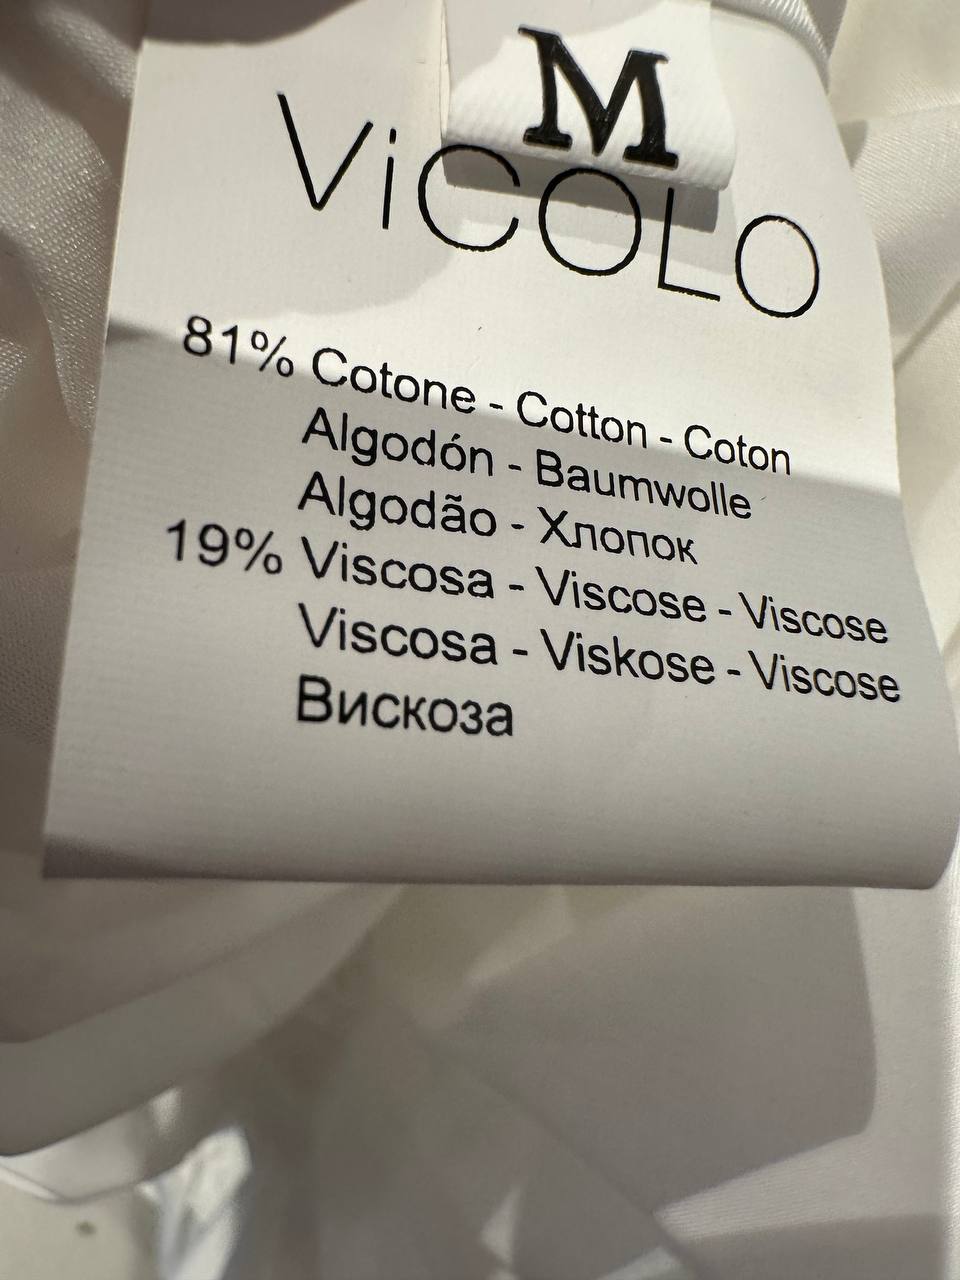 M
ViCOLO
81% Cotone - Cotton - Coton
Algodón - Baumwolle
Algodão - Хлопок
19% Viscosa - Viscose - Viscose
Viscosa - Viskose - Viscose
Вискоза